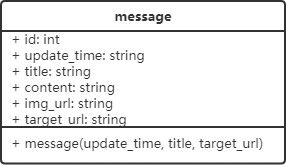 message
+ id: int
+ update_time: string
+ title: string
+ content: string
+ img_url: string
+ target_url: string
+ message(update_time, title, target_url)